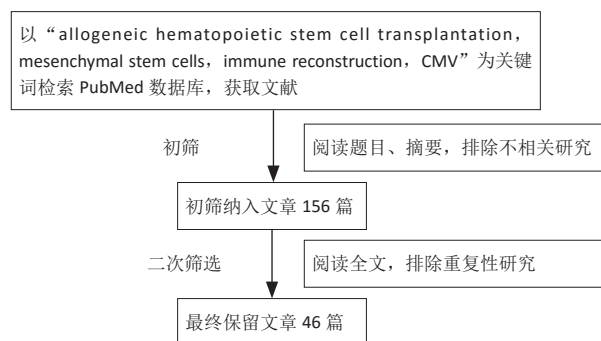 以“allogeneic hematopoietic stem cell transplantation，
mesenchymal stem cells，immune reconstruction，CMV”为关键
词检索 PubMed 数据库，获取文献
初筛
阅读题目、摘要，排除不相关研究
初筛纳入文章 156 篇
二次筛选
阅读全文，排除重复性研究
最终保留文章 46 篇